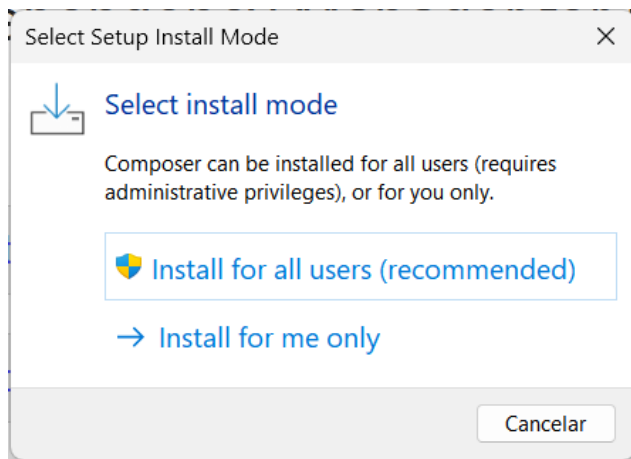 Select Setup Install Mode
Select install mode
Composer can be installed for all users (requires
administrative privileges), or for you only.
Install for all users (recommended)
Install for me only
Cancelar